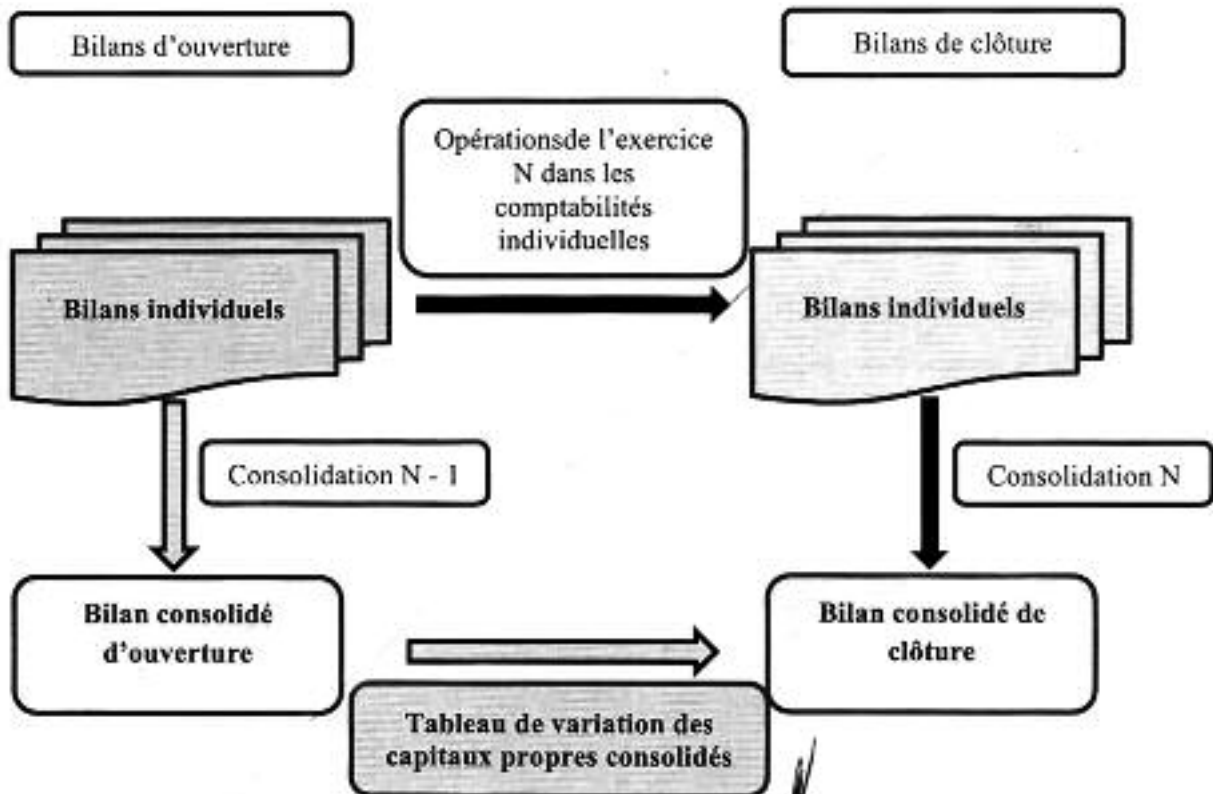 Bilans d'ouverture
Bilans de clôture
Opérationsde l'exercice
N dans les
comptabilités
individuelles
Bilans individuels
Bilans individuels
Consolidation N - 1
Consolidation N
Bilan consolidé
d'ouverture
Bilan consolidé de
clôture
Tableau de variation des
capitaux propres consolidés